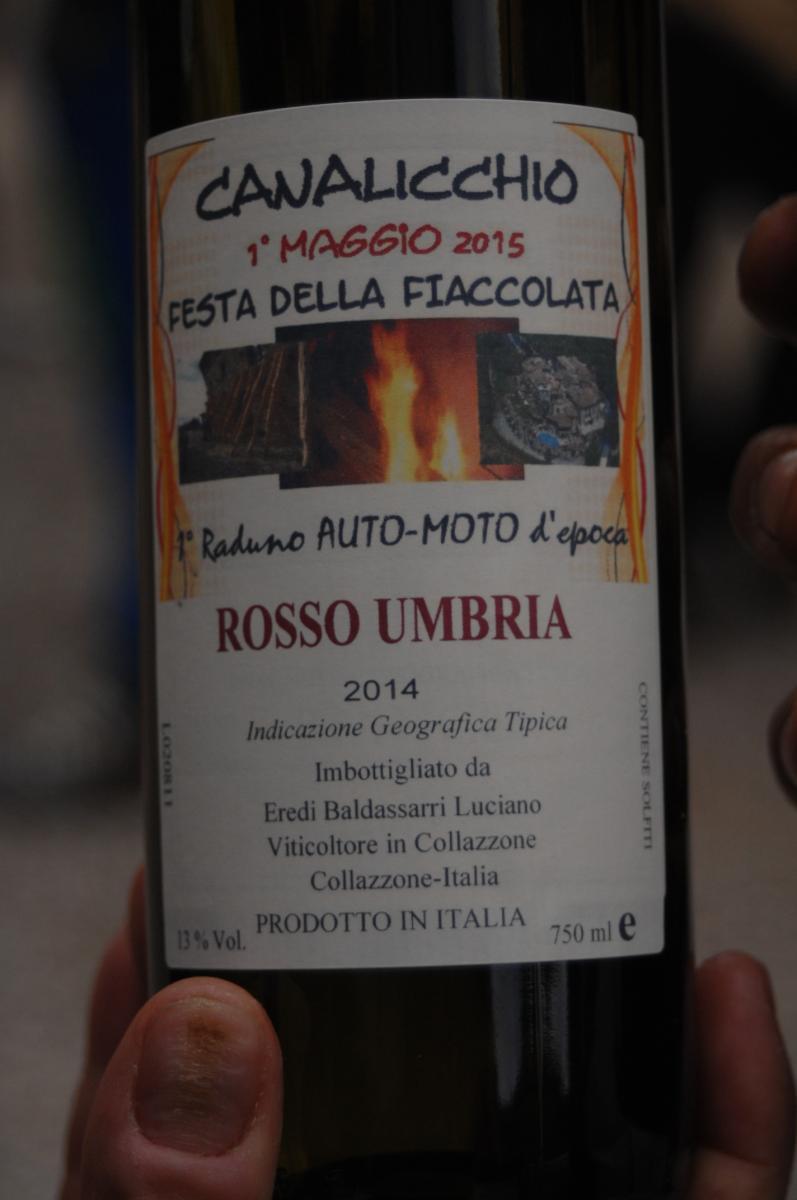 CANALICCHIO
1° MAGGIO 2015
FESTA DELLA FIACCOLATA
1° Raduno AUTO-MOTO d'epoca
ROSSO UMBRIA
2014
Indicazione Geografica Tipica
Imbottigliato da
Eredi Baldassarri Luciano
Viticoltore in Collazzone
Collazzone-Italia
PRODOTTO IN ITALIA
13 % Vol.
750 ml e
L.020811
CONTIENE SOLFITI